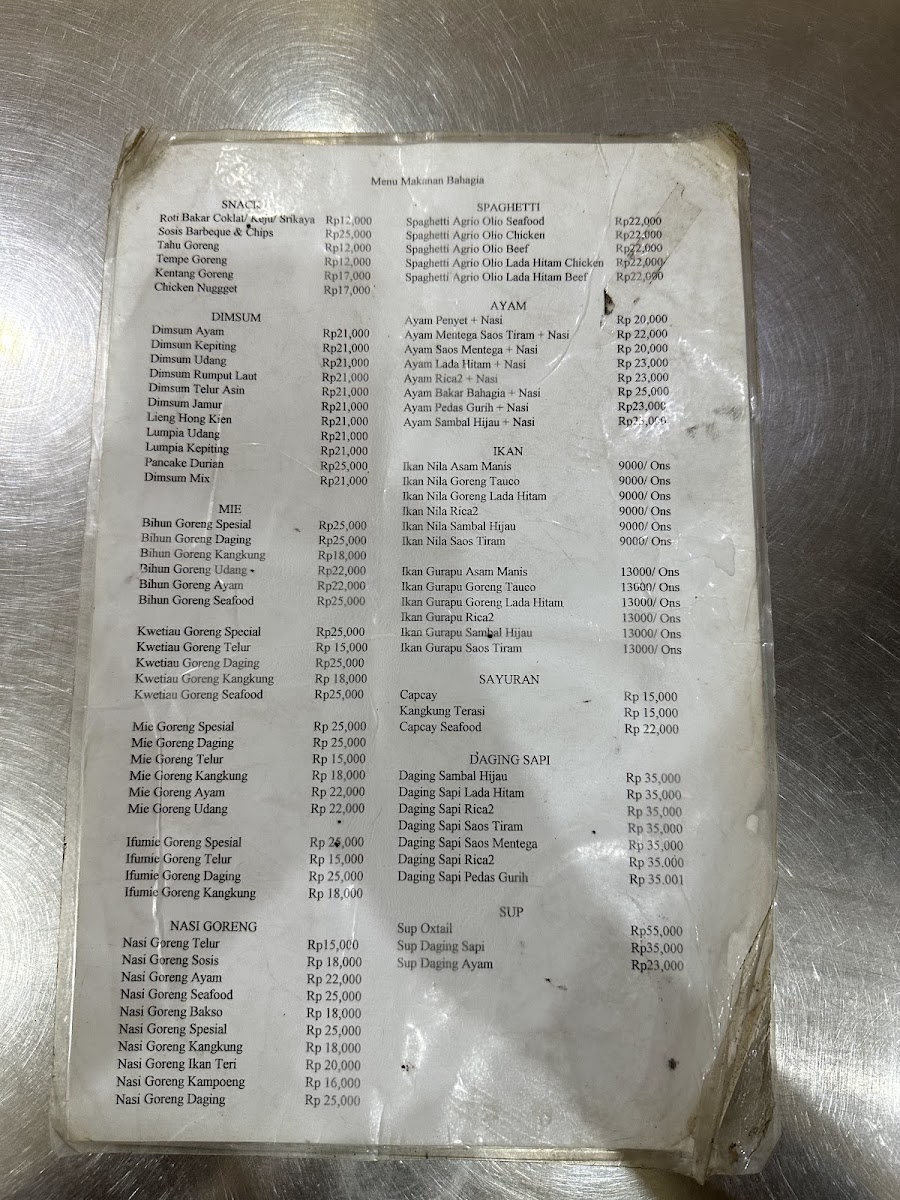 Menu Makanan Bahagia
SNACK
Roti Bakar Coklat/ Keju/ Srikaya Rp12,000
Sosis Barbeque & Chips Rp25,000
Tahu Goreng Rp12,000
Tempe Goreng Rp12,000
Kentang Goreng Rp17,000
Chicken Nuggget Rp17,000
DIMSUM
Dimsum Ayam Rp21,000
Dimsum Kepiting Rp21,000
Dimsum Udang Rp21,000
Dimsum Rumput Laut Rp21,000
Dimsum Telur Asin Rp21,000
Dimsum Jamur Rp21,000
Lieng Hong Kien Rp21,000
Lumpia Udang Rp21,000
Lumpia Kepiting Rp21,000
Pancake Durian Rp25,000
Dimsum Mix Rp21,000
MIE
Bihun Goreng Spesial Rp25,000
Bihun Goreng Daging Rp25,000
Bihun Goreng Kangkung Rp18,000
Bihun Goreng Udang Rp22,000
Bihun Goreng Ayam Rp22,000
Bihun Goreng Seafood Rp25,000
Kwetiau Goreng Special Rp25,000
Kwetiau Goreng Telur Rp 15,000
Kwetiau Goreng Daging Rp25,000
Kwetiau Goreng Kangkung Rp 18,000
Kwetiau Goreng Seafood Rp25,000
Mie Goreng Spesial Rp 25,000
Mie Goreng Daging Rp 25,000
Mie Goreng Telur Rp 15,000
Mie Goreng Kangkung Rp 18,000
Mie Goreng Ayam Rp 22,000
Mie Goreng Udang Rp 22,000
Ifumie Goreng Spesial Rp 25,000
Ifumie Goreng Telur Rp 15,000
Ifumie Goreng Daging Rp 25,000
Ifumie Goreng Kangkung Rp 18,000
NASI GORENG
Nasi Goreng Telur Rp15,000
Nasi Goreng Sosis Rp 18,000
Nasi Goreng Ayam Rp 22,000
Nasi Goreng Seafood Rp 25,000
Nasi Goreng Bakso Rp 18,000
Nasi Goreng Spesial Rp 25,000
Nasi Goreng Kangkung Rp 18,000
Nasi Goreng Ikan Teri Rp 20,000
Nasi Goreng Kampoeng Rp 16,000
Nasi Goreng Daging Rp 25,000
SPAGHETTI
Spaghetti Agrio Olio Seafood Rp22,000
Spaghetti Agrio Olio Chicken Rp22,000
Spaghetti Agrio Olio Beef Rp22,000
Spaghetti Agrio Olio Lada Hitam Chicken Rp22,000
Spaghetti Agrio Olio Lada Hitam Beef Rp22,000
AYAM
Ayam Penyet + Nasi Rp 20,000
Ayam Mentega Saos Tiram + Nasi Rp 22,000
Ayam Saos Mentega + Nasi Rp 20,000
Ayam Lada Hitam + Nasi Rp 23,000
Ayam Rica2 + Nasi Rp 23,000
Ayam Bakar Bahagia + Nasi Rp 25,000
Ayam Pedas Gurih + Nasi Rp23,000
Ayam Sambal Hijau + Nasi
IKAN
Ikan Nila Asam Manis 9000/ Ons
Ikan Nila Goreng Tauco 9000/ Ons
Ikan Nila Goreng Lada Hitam 9000/ Ons
Ikan Nila Rica2 9000/ Ons
Ikan Nila Sambal Hijau 9000/ Ons
Ikan Nila Saos Tiram 9000/ Ons
Ikan Gurapu Asam Manis 13000/ Ons
Ikan Gurapu Goreng Tauco 13000/ Ons
Ikan Gurapu Goreng Lada Hitam 13000/ Ons
Ikan Gurapu Rica2 13000/ Ons
Ikan Gurapu Sambal Hijau 13000/ Ons
Ikan Gurapu Saos Tiram 13000/ Ons
SAYURAN
Capcay Rp 15,000
Kangkung Terasi Rp 15,000
Capcay Seafood Rp 22,000
DAGING SAPI
Daging Sambal Hijau Rp 35,000
Daging Sapi Lada Hitam Rp 35,000
Daging Sapi Rica2 Rp 35,000
Daging Sapi Saos Tiram Rp 35,000
Daging Sapi Saos Mentega Rp 35,000
Daging Sapi Rica2 Rp 35.000
Daging Sapi Pedas Gurih Rp 35.001
SUP
Sup Oxtail Rp55,000
Sup Daging Sapi Rp35,000
Sup Daging Ayam Rp23,000